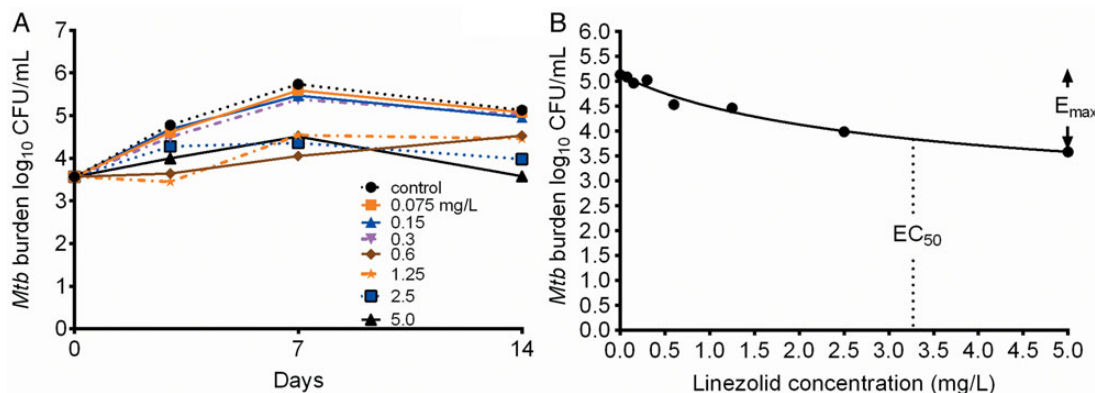 A
Mtb burden log10 CFU/mL
7
6
5
4
3
2
1
0
control
0.075 mg/L
0.15
0.3
0.6
1.25
2.5
5.0
0 7 14
Days
B
Mtb burden log10 CFU/mL
6.0
5.5
5.0
4.5
4.0
3.5
3.0
2.5
2.0
1.5
1.0
0.5
0.0
Emax
EC50
0.0 0.5 1.0 1.5 2.0 2.5 3.0 3.5 4.0 4.5 5.0
Linezolid concentration (mg/L)